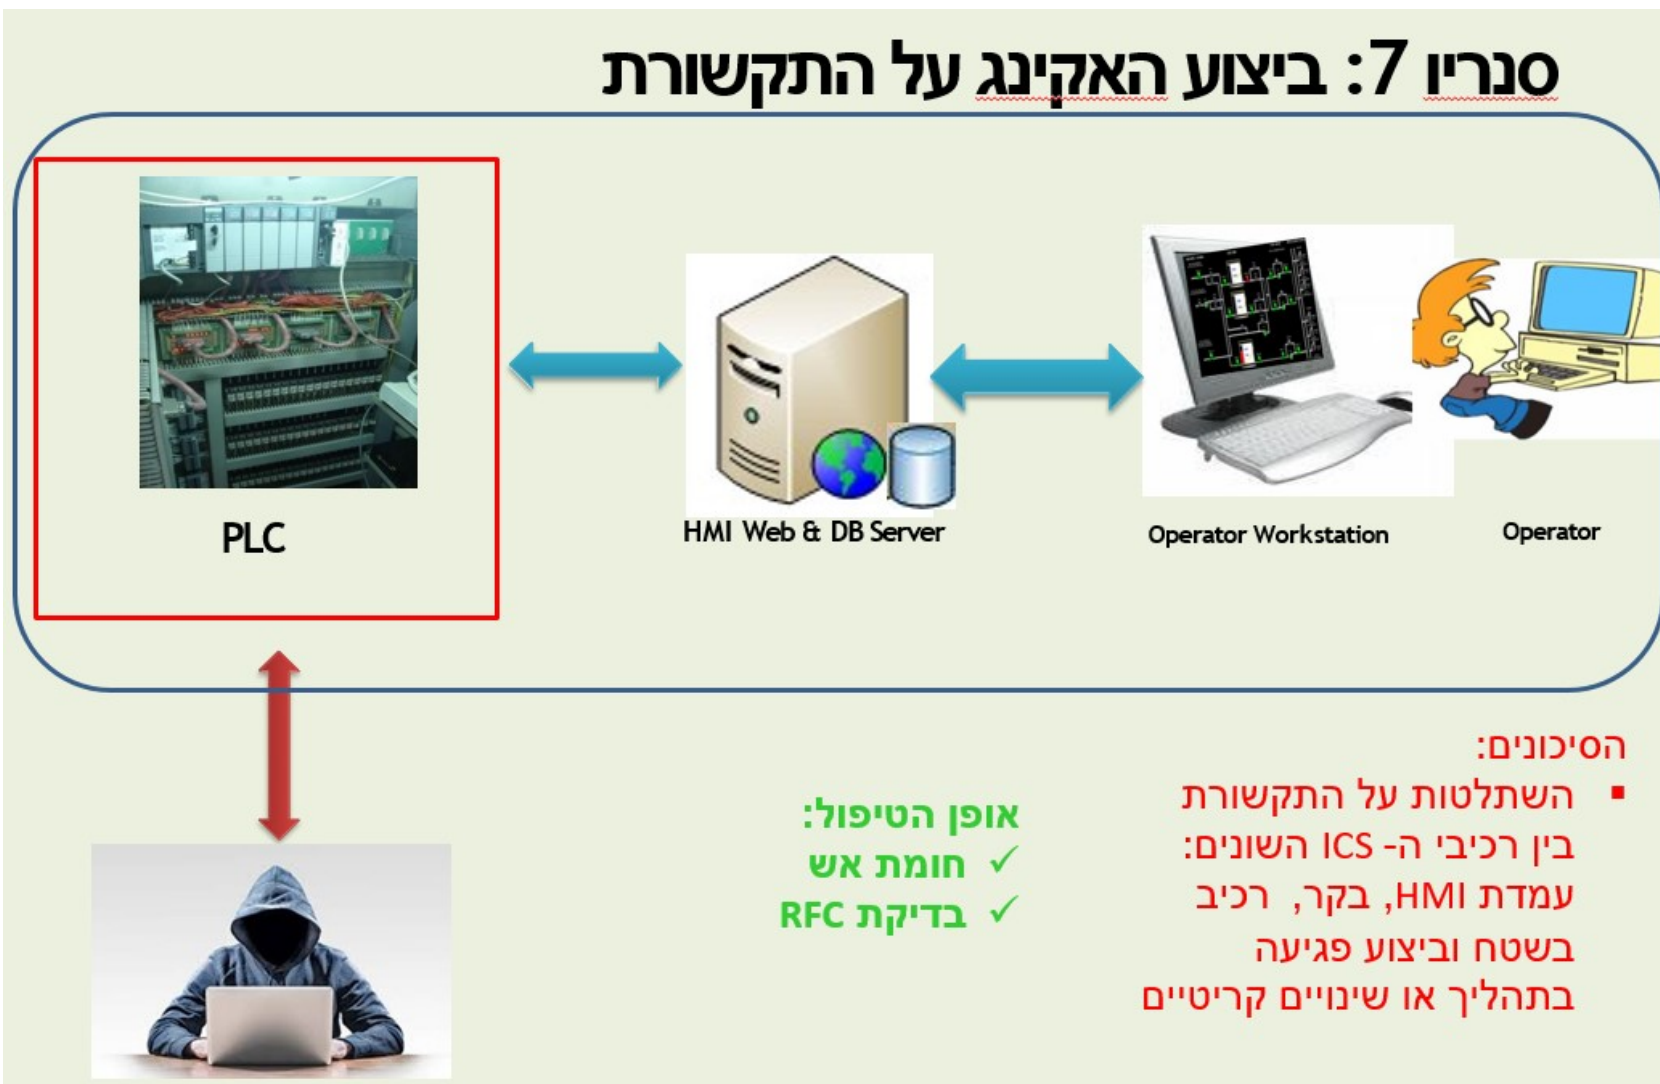 סנריו 7: ביצוע האקינג על התקשורת
PLC
HMI Web & DB Server
Operator Workstation
Operator
הסיכונים:
▪ השתלטות על התקשורת
בין רכיבי ה- ICS השונים:
עמדת HMI, בקר, רכיב
בשטח וביצוע פגיעה
בתהליך או שינויים קריטיים
אופן הטיפול:
✓ חומת אש
✓ בדיקת RFC